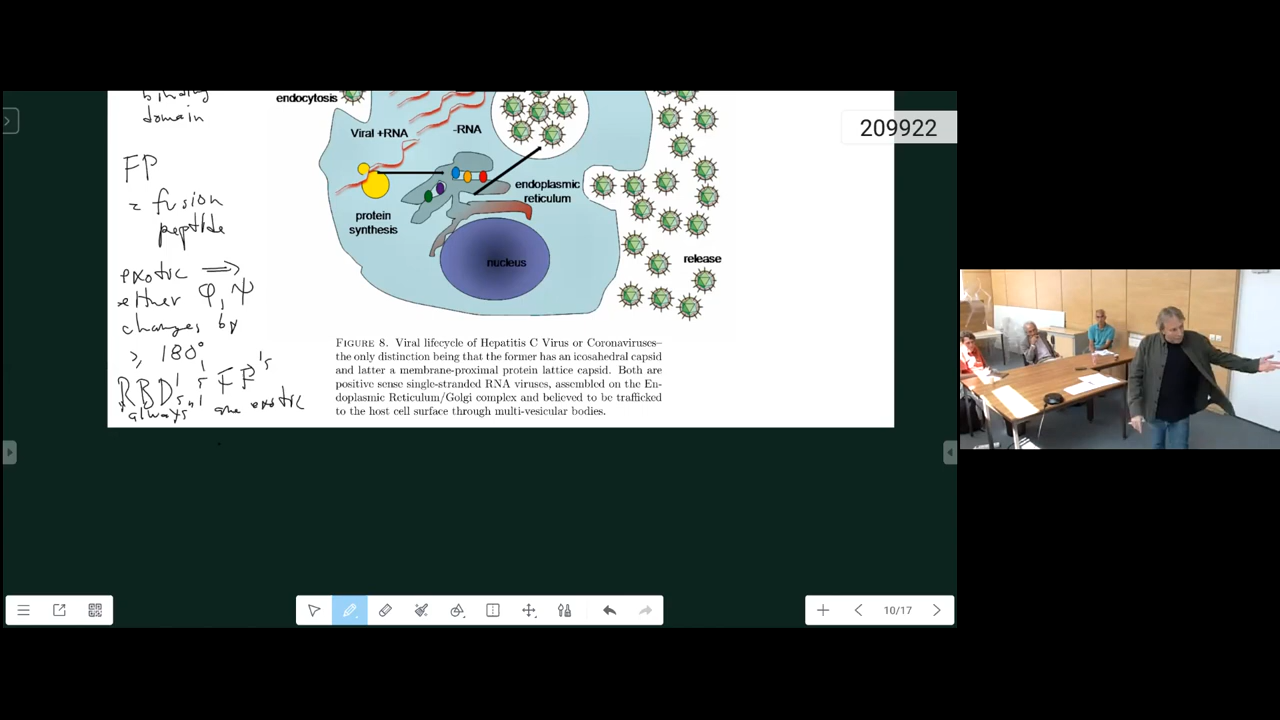 binding
domain
FP
= fusion
peptide
exotic ⟹
either φ, ψ
changes by
≥ 180°
RBD's, FP's
always are exotic
endocytosis
Viral +RNA
-RNA
protein
synthesis
endoplasmic
reticulum
nucleus
release
FIGURE 8. Viral lifecycle of Hepatitis C Virus or Coronaviruses–
the only distinction being that the former has an icosahedral capsid
and latter a membrane-proximal protein lattice capsid. Both are
positive sense single-stranded RNA viruses, assembled on the En-
doplasmic Reticulum/Golgi complex and believed to be trafficked
to the host cell surface through multi-vesicular bodies.
209922
10/17